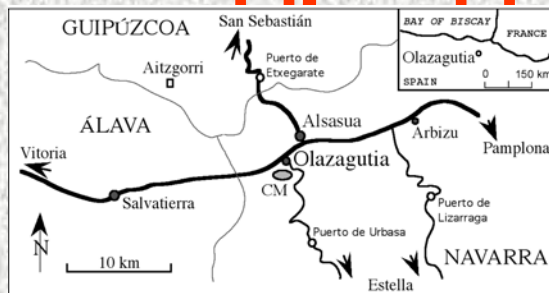 GUIPÚZCOA
San Sebastián
BAY OF BISCAY
FRANCE
Olazagutia
SPAIN
0 150 km
Puerto de
Etxegarate
Aitzgorri
ÁLAVA
Alsasua
Arbizu
Vitoria
Olazagutia
Pamplona
CM
Salvatierra
Puerto de
Lizarraga
N
Puerto de Urbasa
NAVARRA
10 km
Estella